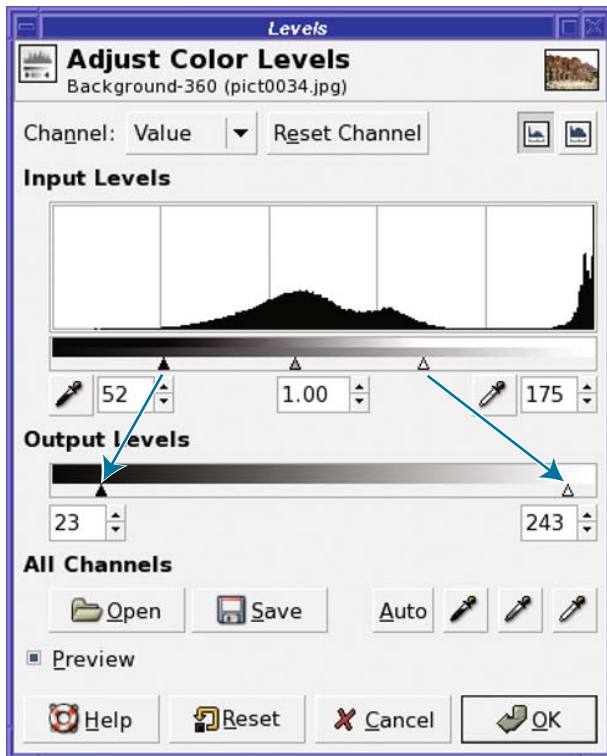 Levels
Adjust Color Levels
Background-360 (pict0034.jpg)
Channel: Value Reset Channel
Input Levels
52 1.00 175
Output Levels
23 243
All Channels
Open Save Auto
Preview
Help Reset Cancel OK